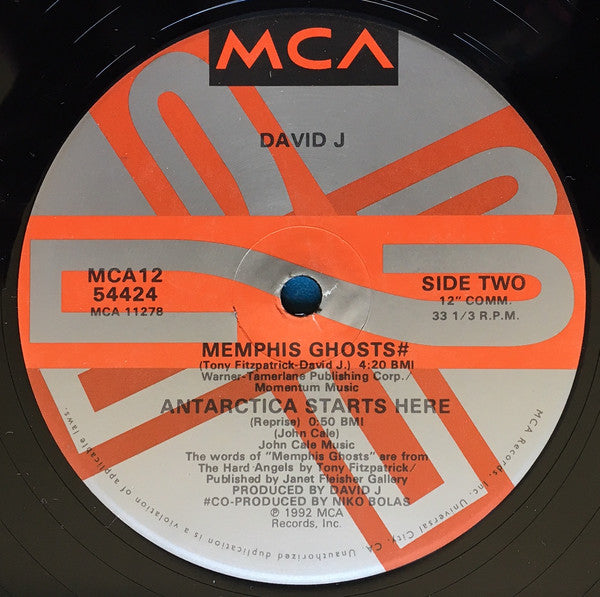 MCA
DAVID J
MCA12
54424
MCA 11278
SIDE TWO
12" COMM.
33 1/3 R.P.M.
MEMPHIS GHOSTS#
(Tony Fitzpatrick-David J.) 4:20 BMI
Warner-Tamerlane Publishing Corp./
Momentum Music
ANTARCTICA STARTS HERE
(Reprise) 0:50 BMI
(John Cale)
John Cale Music
The words of "Memphis Ghosts" are from
The Hard Angels by Tony Fitzpatrick/
Published by Janet Fleisher Gallery
PRODUCED BY DAVID J
#CO-PRODUCED BY NIKO BOLAS
℗ 1992 MCA
Records, Inc.
MCA Records, Inc. Universal City, CA. Unauthorized duplication is a violation of applicable laws.